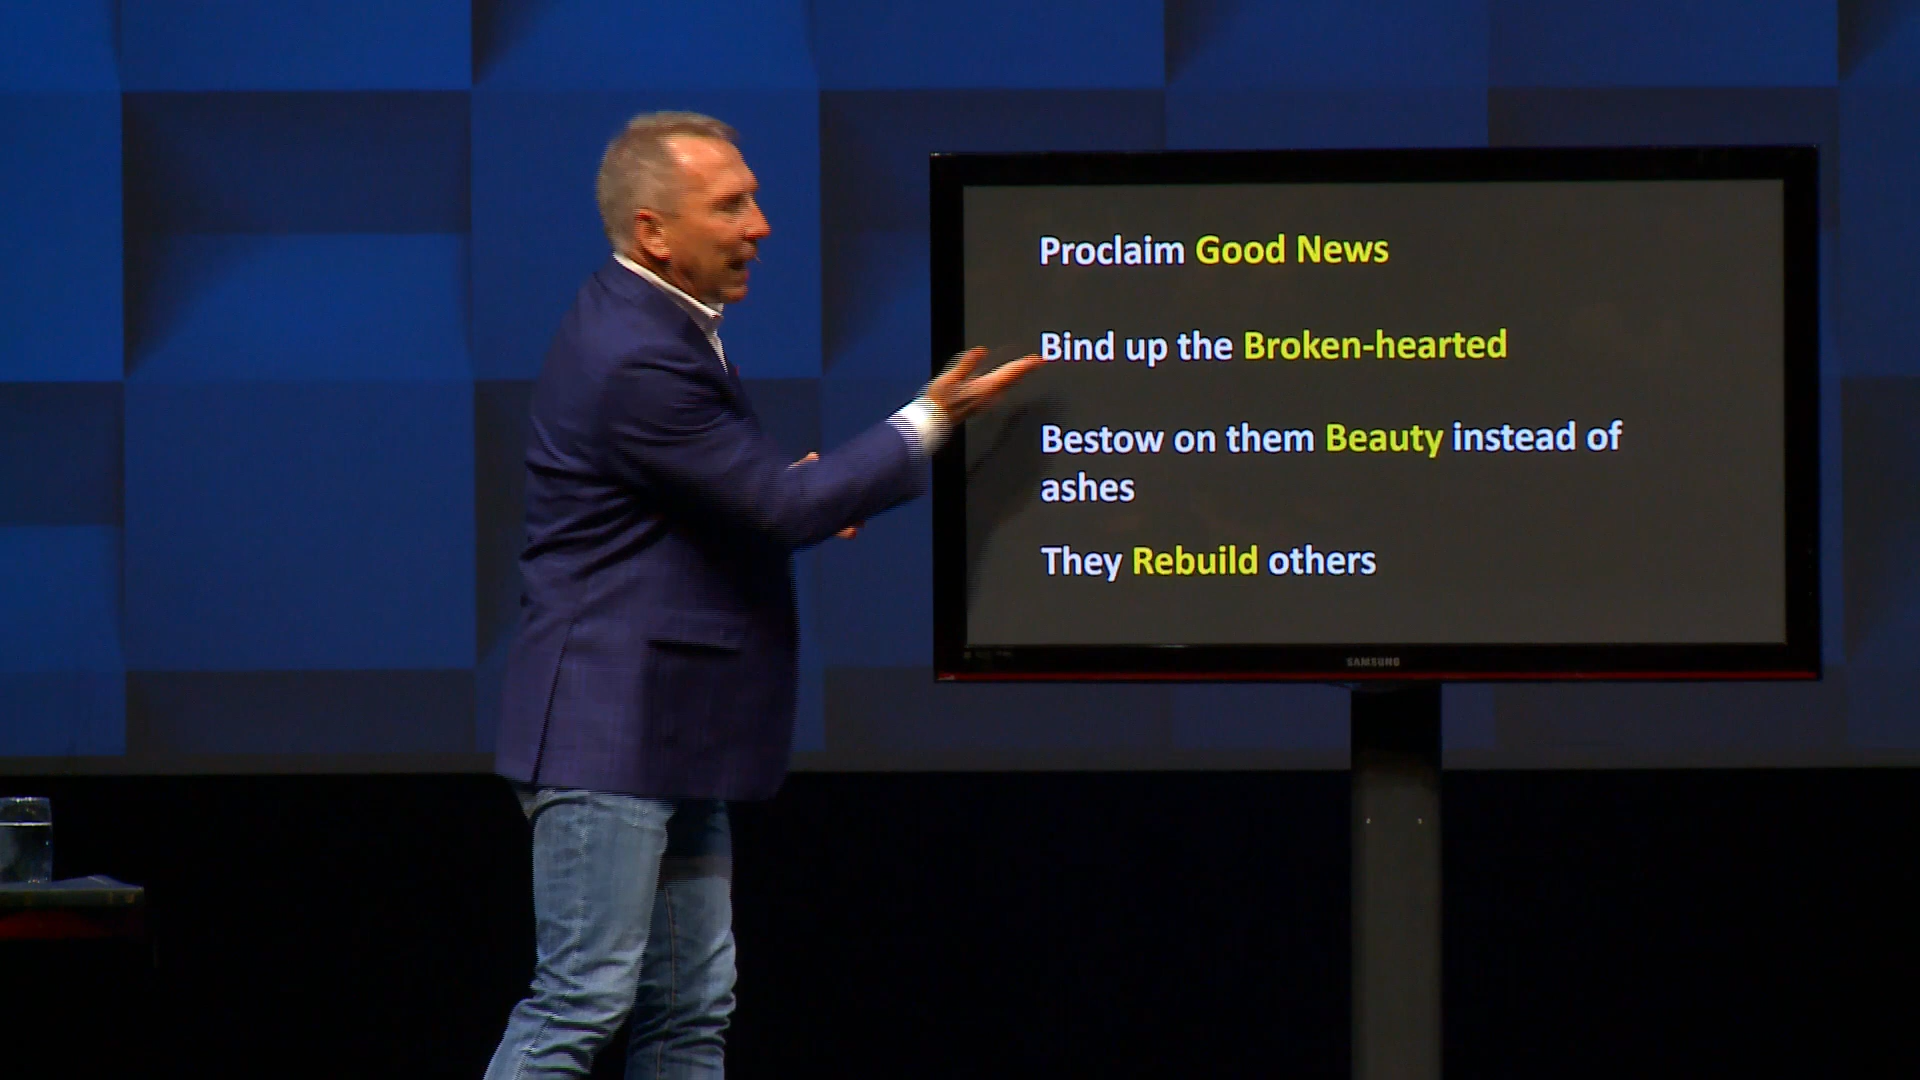 Proclaim Good News
Bind up the Broken-hearted
Bestow on them Beauty instead of
ashes
They Rebuild others
SAMSUNG